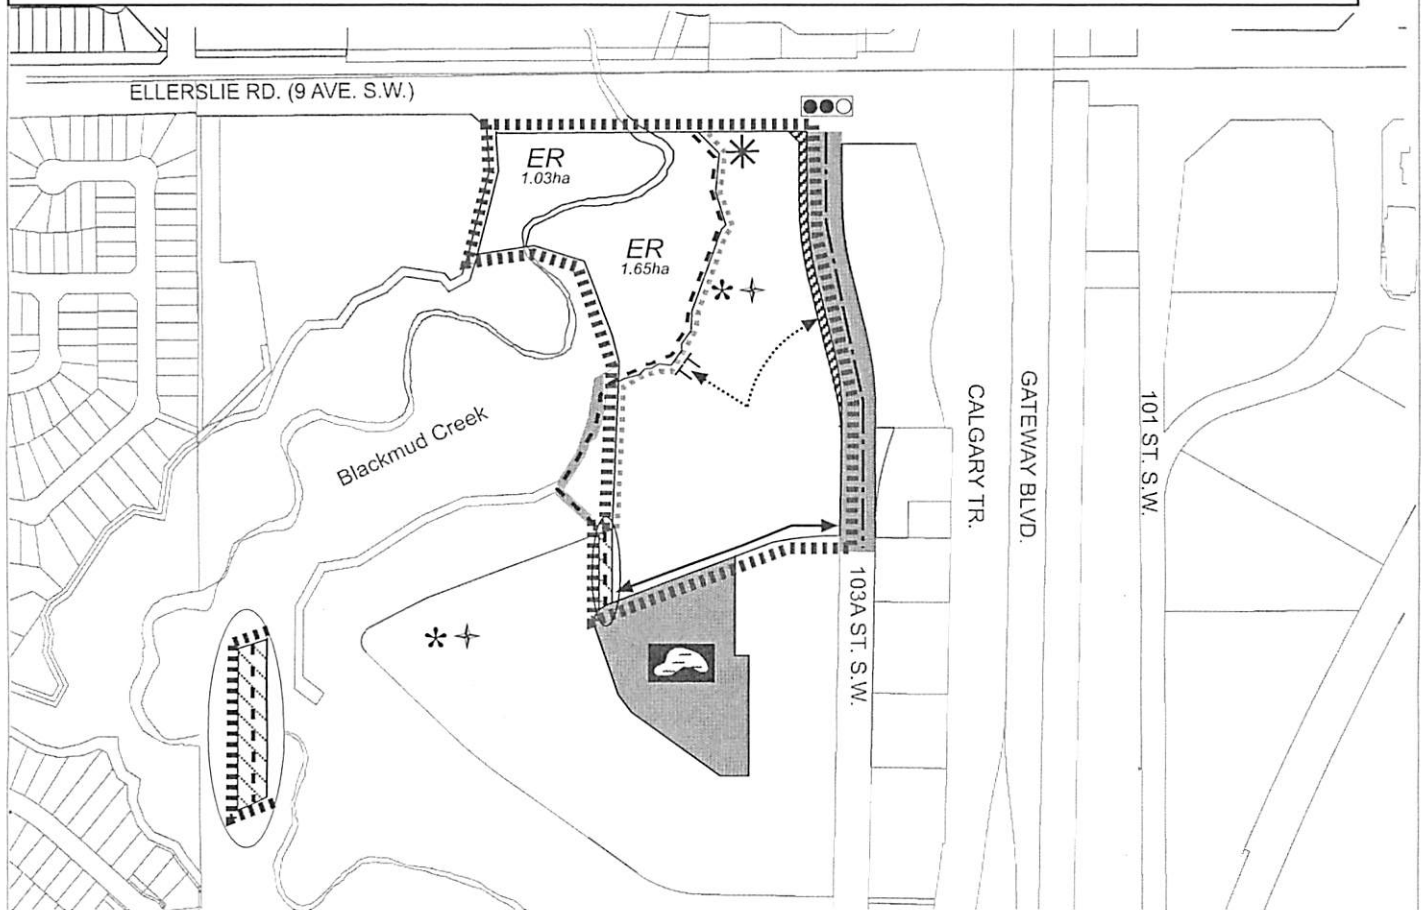 ELLERSLIE RD. (9 AVE. S.W.)
ER
1.03ha
ER
1.65ha
Blackmud Creek
CALGARY TR.
GATEWAY BLVD.
101 ST. S.W.
103A ST. S.W.